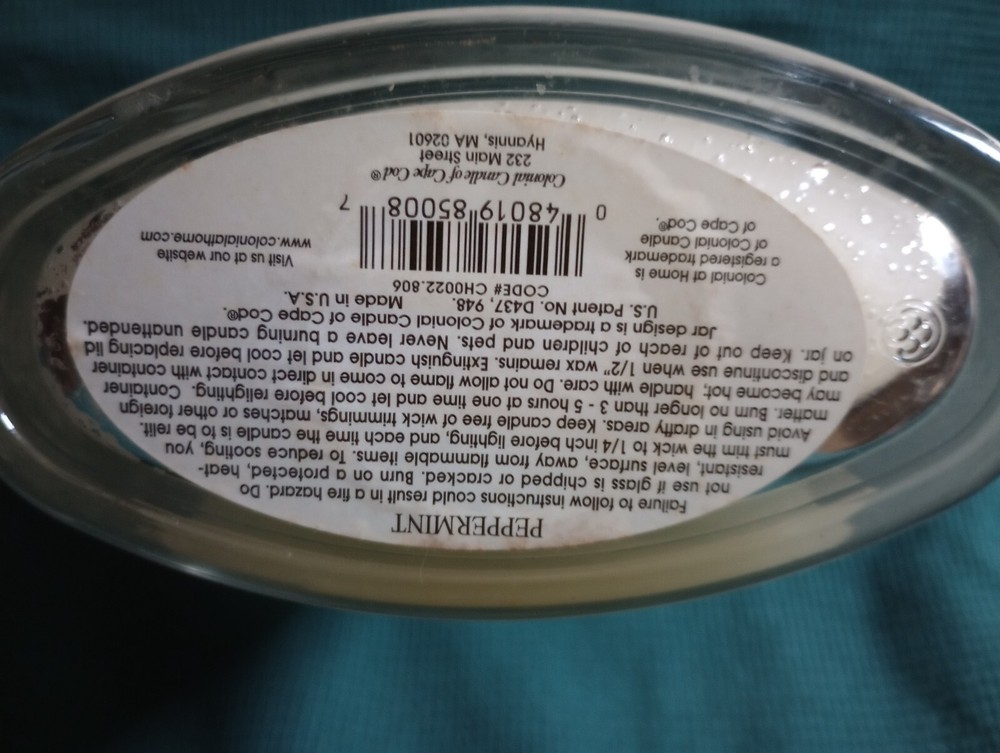 PEPPERMINT
Failure to follow instructions could result in a fire hazard. Do
not use if glass is chipped or cracked. Burn on a protected, heat-
resistant, level surface, away from flammable items. To reduce sooting, you
must trim the wick to 1/4 inch before lighting, and each time the candle is to be relit.
Avoid using in drafty areas. Keep candle free of wick trimmings, matches or other foreign
matter. Burn no longer than 3 - 5 hours at one time and let cool before relighting. Container
may become hot, handle with care. Do not allow flame to come in direct contact with container
and discontinue use when 1/2" wax remains. Extinguish candle and let cool before replacing lid
on jar. Keep out of reach of children and pets. Never leave a burning candle unattended.
Jar design is a trademark of Colonial Candle of Cape Cod®.
U.S. Patent No. D437, 948. Made in U.S.A.
CODE# CH0022.806
Colonial at Home is
a registered trademark
of Colonial Candle
of Cape Cod®.
0 48019 85008 7
Visit us at our website
www.colonialathome.com
Colonial Candle of Cape Cod®
232 Main Street
Hyannis, MA 02601